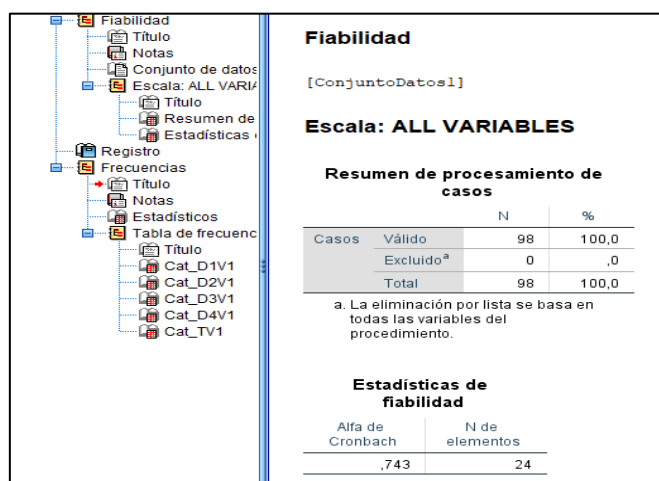 Fiabilidad
Título
Notas
Conjunto de datos
Escala: ALL VARIA
Título
Resumen de
Estadísticas
Registro
Frecuencias
Título
Notas
Estadísticos
Tabla de frecuenc
Título
Cat_D1V1
Cat_D2V1
Cat_D3V1
Cat_D4V1
Cat_TV1
Fiabilidad
[ConjuntoDatos1]
Escala: ALL VARIABLES
Resumen de procesamiento de
casos
N %
Casos Válido 98 100,0
Excluido^a 0 ,0
Total 98 100,0
a. La eliminación por lista se basa en
todas las variables del
procedimiento.
Estadísticas de
fiabilidad
Alfa de N de
Cronbach elementos
,743 24